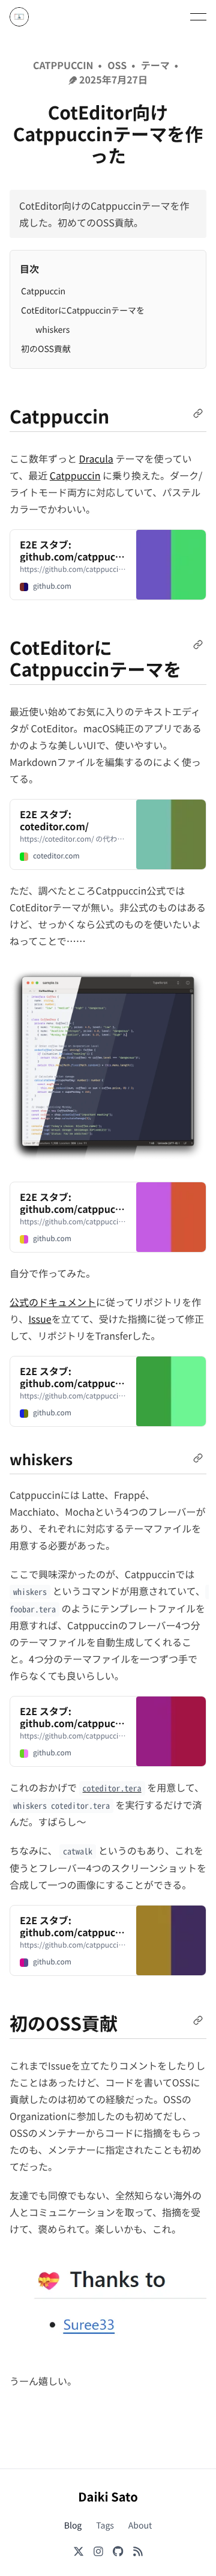 CATPPUCCIN • OSS • テーマ •
2025年7月27日
CotEditor向け
Catppuccinテーマを作
った
CotEditor向けのCatppuccinテーマを作
成した。初めてのOSS貢献。
目次
Catppuccin
CotEditorにCatppuccinテーマを
whiskers
初のOSS貢献
Catppuccin
ここ数年ずっと Dracula テーマを使ってい
て、最近 Catppuccin に乗り換えた。ダーク/
ライトモード両方に対応していて、パステル
カラーでかわいい。
E2E スタブ:
github.com/catppuc…
https://github.com/catppucci…
github.com
CotEditorに
Catppuccinテーマを
最近使い始めてお気に入りのテキストエディ
タが CotEditor。macOS純正のアプリである
かのような美しいUIで、使いやすい。
Markdownファイルを編集するのによく使っ
てる。
E2E スタブ:
coteditor.com/
https://coteditor.com/ の代わ…
coteditor.com
ただ、調べたところCatppuccin公式では
CotEditorテーマが無い。非公式のものはある
けど、せっかくなら公式のものを使いたいよ
ねってことで……
E2E スタブ:
github.com/catppuc…
https://github.com/catppucci…
github.com
自分で作ってみた。
公式のドキュメントに従ってリポジトリを作
り、Issueを立てて、受けた指摘に従って修正
して、リポジトリをTransferした。
E2E スタブ:
github.com/catppuc…
https://github.com/catppucci…
github.com
whiskers
Catppuccinには Latte、Frappé、
Macchiato、Mochaという4つのフレーバーが
あり、それぞれに対応するテーマファイルを
用意する必要があった。
ここで興味深かったのが、Catppuccinでは
whiskers というコマンドが用意されていて、
foobar.tera のようにテンプレートファイルを
用意すれば、Catppuccinのフレーバー4つ分
のテーマファイルを自動生成してくれるこ
と。4つ分のテーマファイルを一つずつ手で
作らなくても良いらしい。
E2E スタブ:
github.com/catppuc…
https://github.com/catppucci…
github.com
これのおかげで coteditor.tera を用意して、
whiskers coteditor.tera を実行するだけで済
んだ。すばらし〜
ちなみに、 catwalk というのもあり、これを
使うとフレーバー4つのスクリーンショットを
合成して一つの画像にすることができる。
E2E スタブ:
github.com/catppuc…
https://github.com/catppucci…
github.com
初のOSS貢献
これまでIssueを立てたりコメントをしたりし
たことはあったけど、コードを書いてOSSに
貢献したのは初めての経験だった。OSSの
Organizationに参加したのも初めてだし、
OSSのメンテナーからコードに指摘をもらっ
たのも、メンテナーに指定されたことも初め
てだった。
友達でも同僚でもない、全然知らない海外の
人とコミュニケーションを取って、指摘を受
けて、褒められて。楽しいかも、これ。
Thanks to
Suree33
うーん嬉しい。
Daiki Sato
Blog Tags About